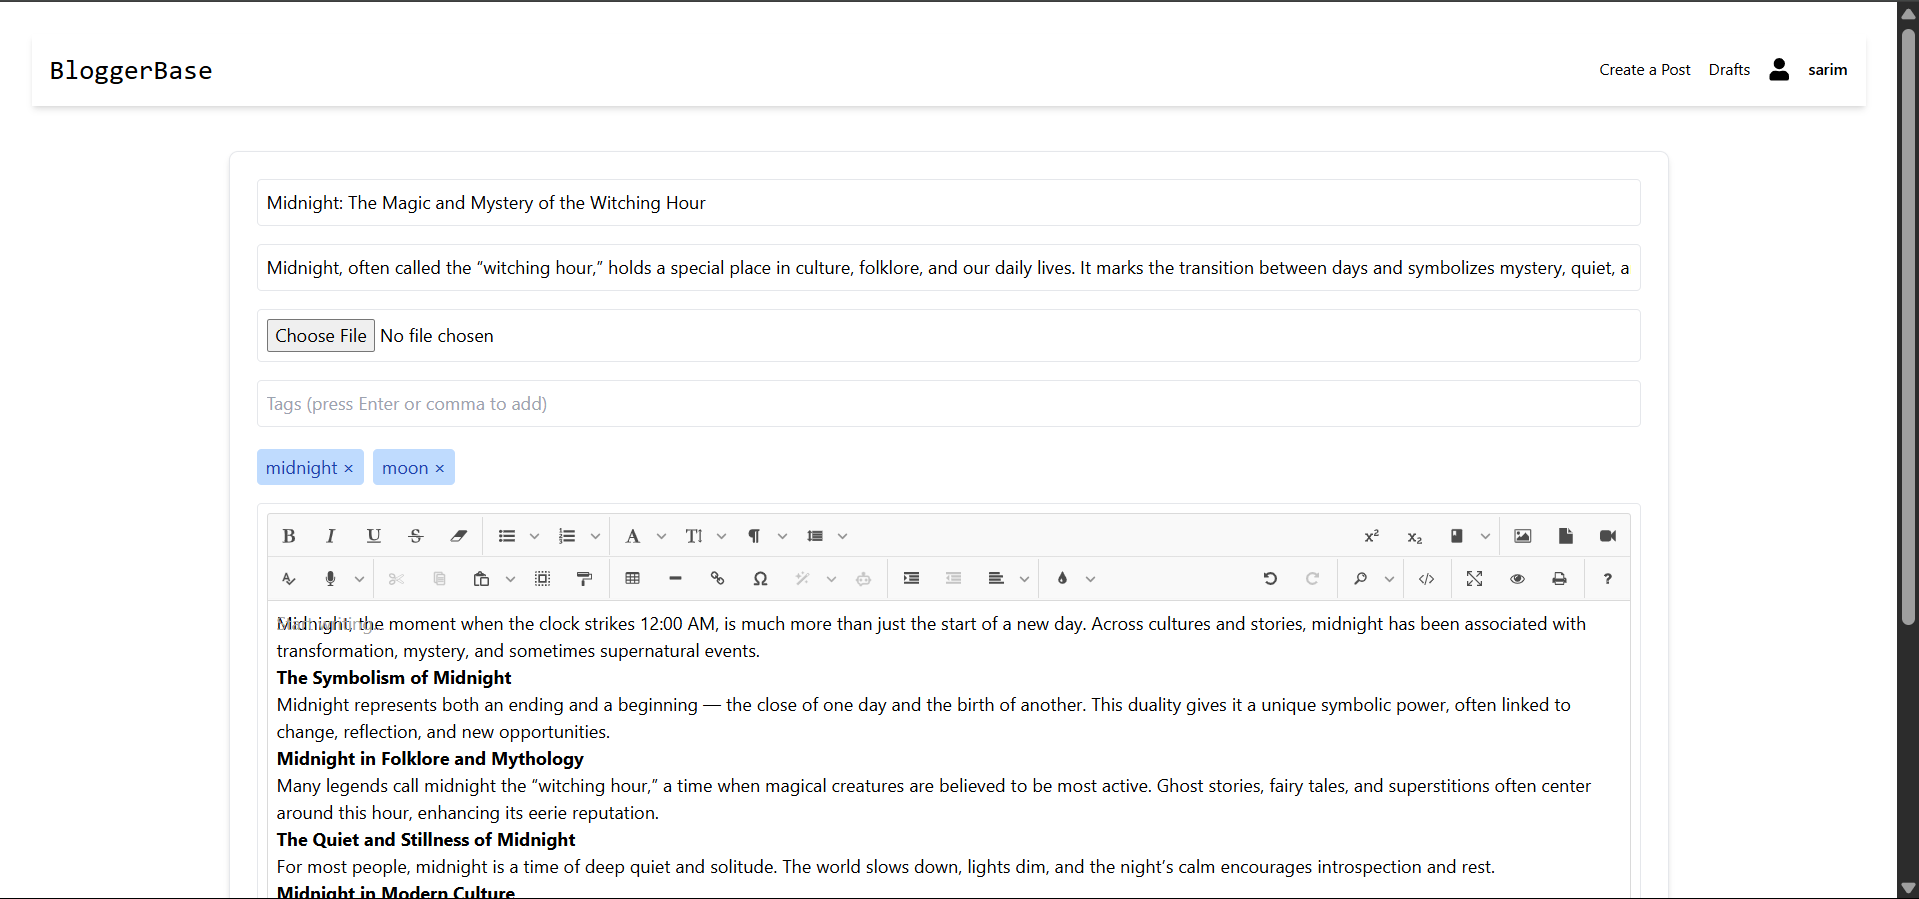 BloggerBase
Create a Post Drafts sarim
Midnight: The Magic and Mystery of the Witching Hour
Midnight, often called the “witching hour,” holds a special place in culture, folklore, and our daily lives. It marks the transition between days and symbolizes mystery, quiet, a
Choose File No file chosen
Tags (press Enter or comma to add)
midnight × moon ×
Midnight, the moment when the clock strikes 12:00 AM, is much more than just the start of a new day. Across cultures and stories, midnight has been associated with
transformation, mystery, and sometimes supernatural events.
The Symbolism of Midnight
Midnight represents both an ending and a beginning — the close of one day and the birth of another. This duality gives it a unique symbolic power, often linked to
change, reflection, and new opportunities.
Midnight in Folklore and Mythology
Many legends call midnight the “witching hour,” a time when magical creatures are believed to be most active. Ghost stories, fairy tales, and superstitions often center
around this hour, enhancing its eerie reputation.
The Quiet and Stillness of Midnight
For most people, midnight is a time of deep quiet and solitude. The world slows down, lights dim, and the night’s calm encourages introspection and rest.
Midnight in Modern Culture